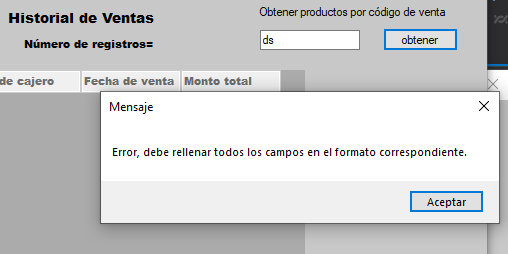 Historial de Ventas
Obtener productos por código de venta
Número de registros=
ds
obtener
de cajero
Fecha de venta
Monto total
Mensaje
Error, debe rellenar todos los campos en el formato correspondiente.
Aceptar